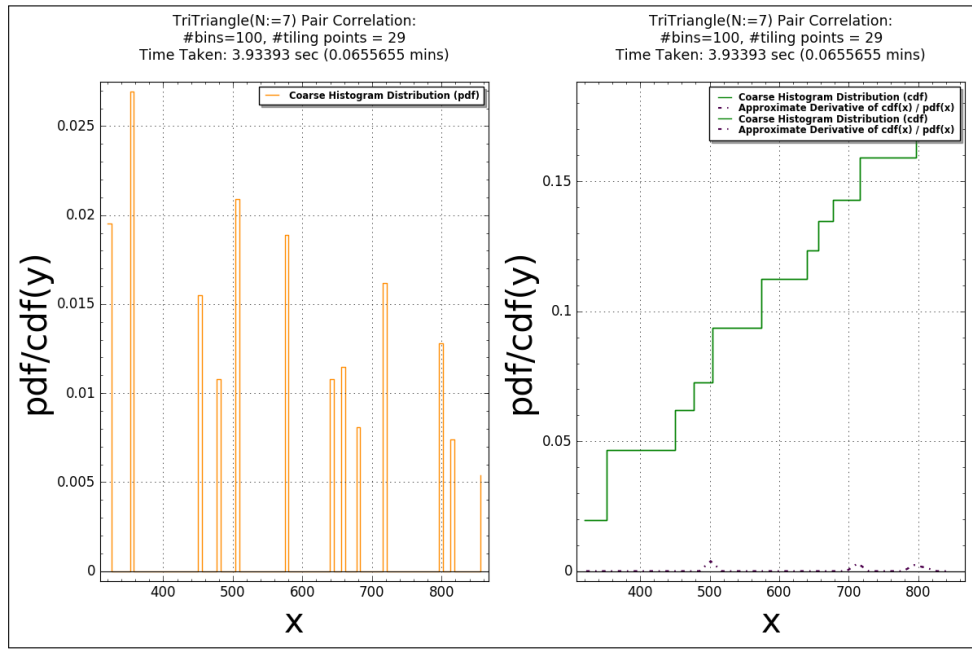 TriTriangle(N:=7) Pair Correlation:
#bins=100, #tiling points = 29
Time Taken: 3.93393 sec (0.0655655 mins)
Coarse Histogram Distribution (pdf)
0.025
0.02
0.015
0.01
0.005
0
pdf/cdf(y)
400
500
600
700
800
x
TriTriangle(N:=7) Pair Correlation:
#bins=100, #tiling points = 29
Time Taken: 3.93393 sec (0.0655655 mins)
Coarse Histogram Distribution (cdf)
Approximate Derivative of cdf(x) / pdf(x)
Coarse Histogram Distribution (cdf)
Approximate Derivative of cdf(x) / pdf(x)
0.15
0.1
0.05
0
pdf/cdf(y)
400
500
600
700
800
x